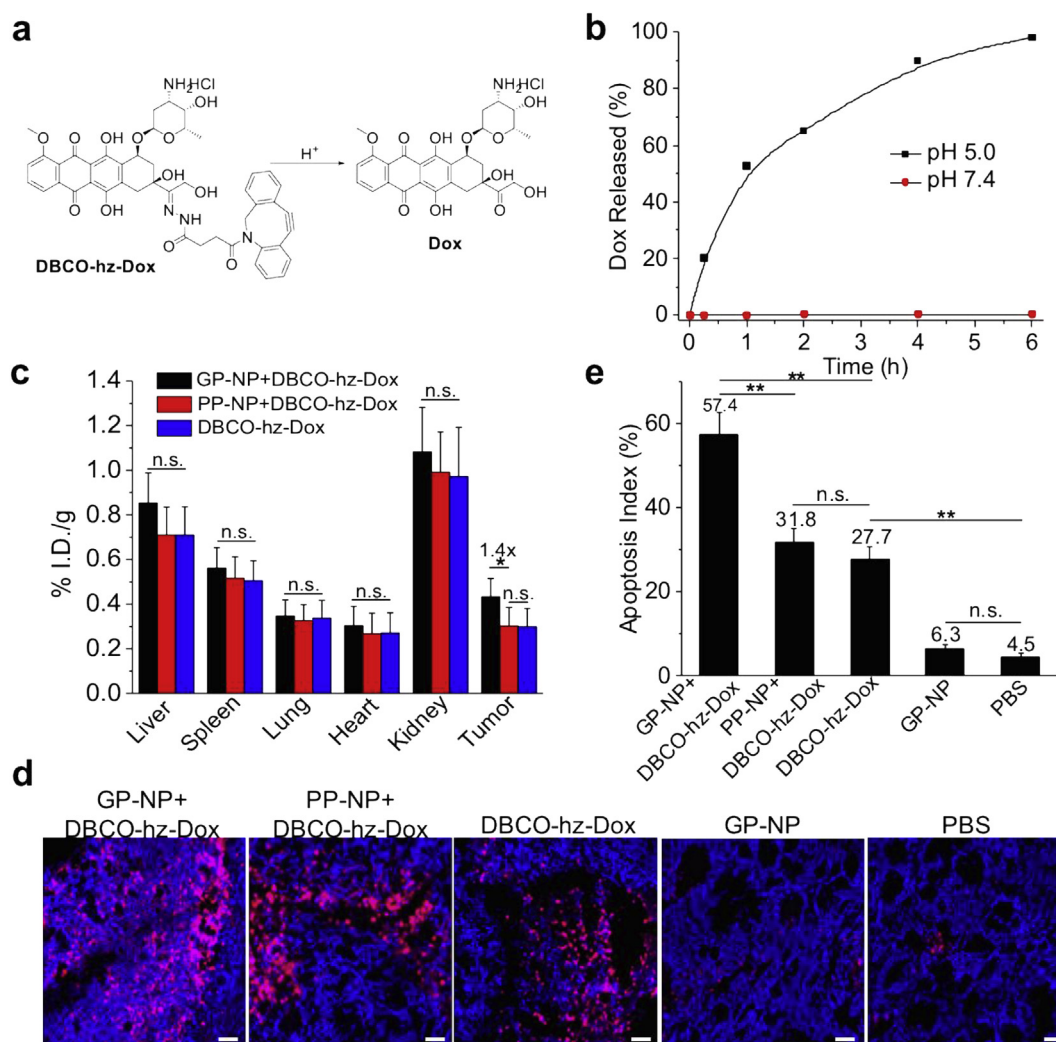 a
NH2HCl
OH
O
O
O
O
OH
OH
OH
O
OH
N
NH
O
N
O
DBCO-hz-Dox
H+
NH2HCl
OH
O
O
O
O
OH
OH
OH
O
OH
O
Dox
b
Dox Released (%)
100
80
60
40
20
0
pH 5.0
pH 7.4
0 1 2 3 4 5 6
Time (h)
c
% I.D./g
1.4
1.2
1.0
0.8
0.6
0.4
0.2
0.0
GP-NP+DBCO-hz-Dox
PP-NP+DBCO-hz-Dox
DBCO-hz-Dox
n.s.
n.s.
n.s.
n.s.
n.s.
1.4x
*
n.s.
Liver
Spleen
Lung
Heart
Kidney
Tumor
e
Apoptosis Index (%)
60
40
20
0
**
**
57.4
n.s.
31.8
27.7
**
n.s.
6.3
4.5
GP-NP+
DBCO-hz-Dox
PP-NP+
DBCO-hz-Dox
DBCO-hz-Dox
GP-NP
PBS
d
GP-NP+
DBCO-hz-Dox
PP-NP+
DBCO-hz-Dox
DBCO-hz-Dox
GP-NP
PBS